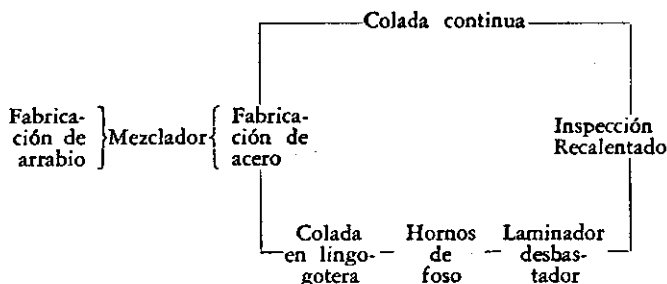 Colada continua
Fabrica-
ción de
arrabio
Mezclador
Fabrica-
ción de
acero
Inspección
Recalentado
Colada
en lingo-
gotera
Hornos
de
foso
Laminador
desbas-
tador